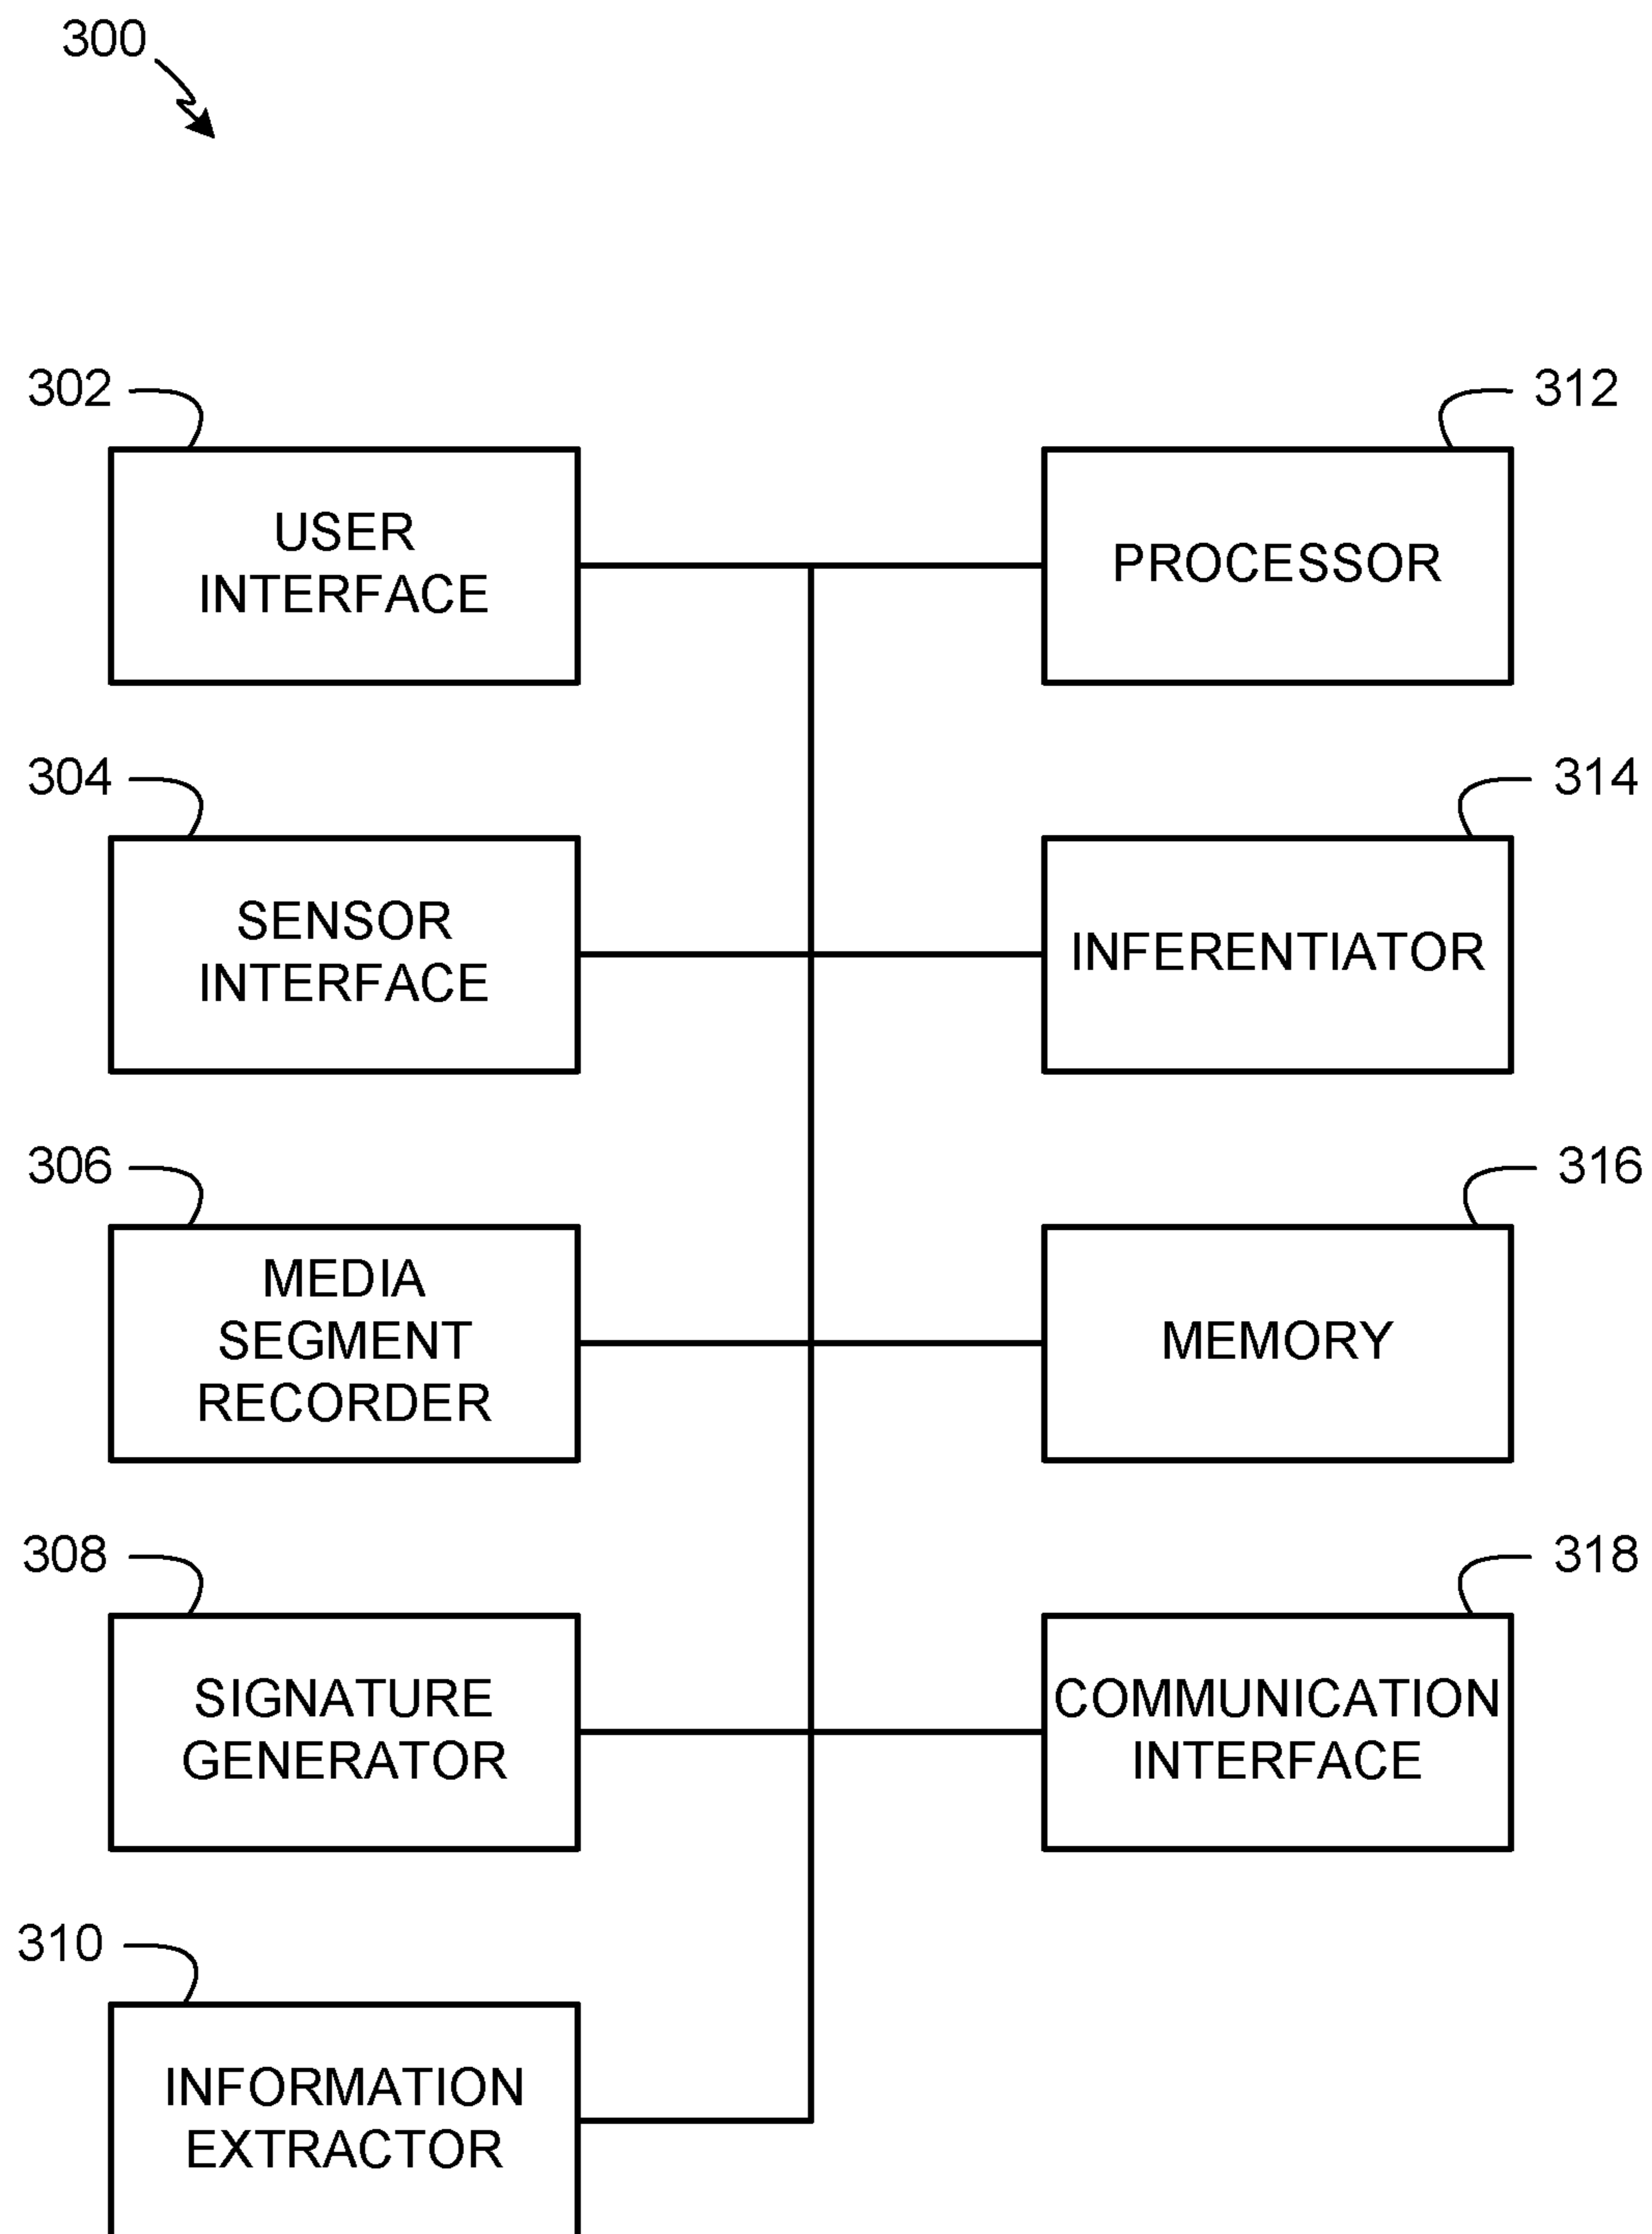 300
302
USER
INTERFACE
312
PROCESSOR
304
SENSOR
INTERFACE
314
INFERENTIATOR
306
MEDIA
SEGMENT
RECORDER
316
MEMORY
308
SIGNATURE
GENERATOR
318
COMMUNICATION
INTERFACE
310
INFORMATION
EXTRACTOR